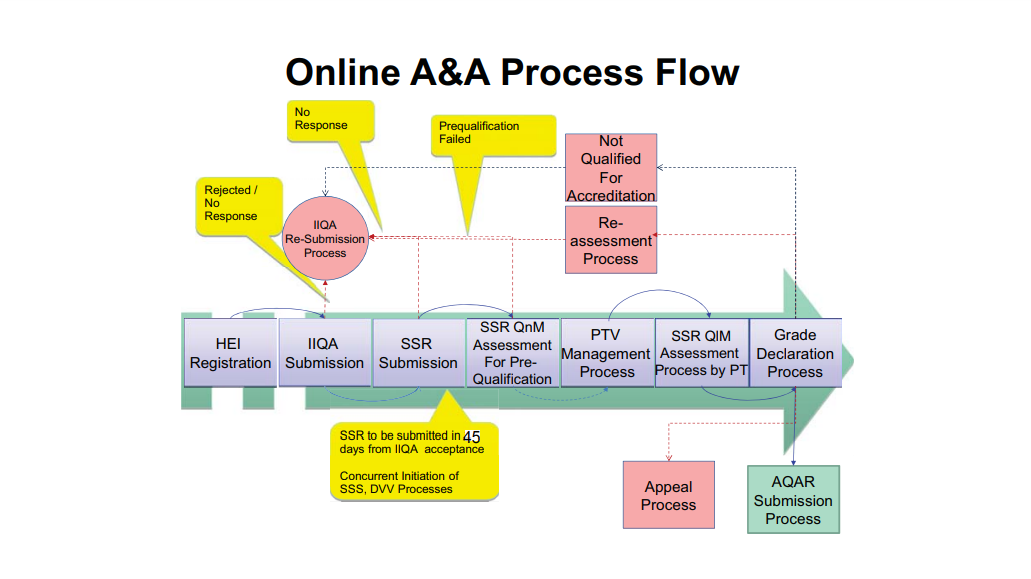 Online A&A Process Flow
No
Response
Prequalification
Failed
Not
Qualified
For
Accreditation
Rejected /
No
Response
IIQA
Re-Submission
Process
Re-
assessment
Process
HEI
Registration
IIQA
Submission
SSR
Submission
SSR QnM
Assessment
For Pre-
Qualification
PTV
Management
Process
SSR QlM
Assessment
Process by PT
Grade
Declaration
Process
SSR to be submitted in 45
days from IIQA acceptance
Concurrent Initiation of
SSS, DVV Processes
Appeal
Process
AQAR
Submission
Process